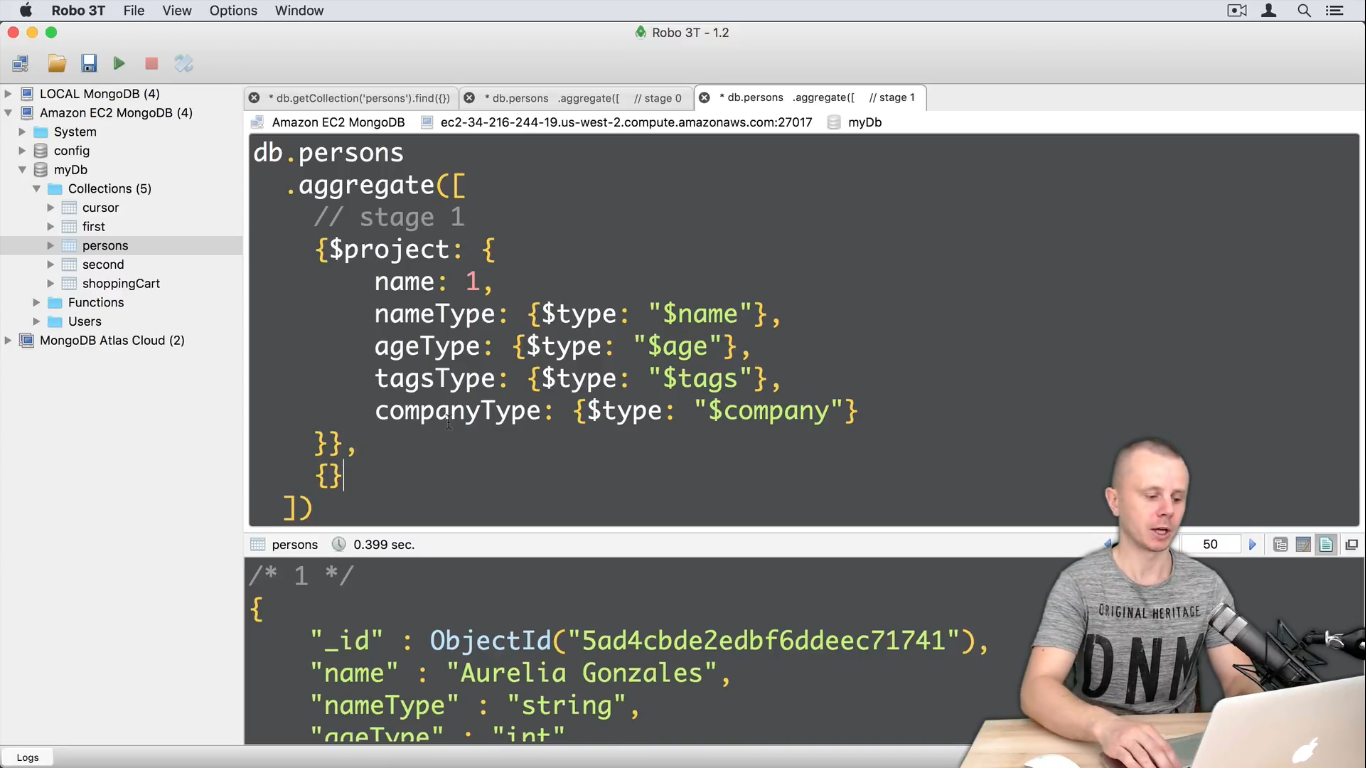 Robo 3T File View Options Window
Robo 3T - 1.2
LOCAL MongoDB (4)
Amazon EC2 MongoDB (4)
System
config
myDb
Collections (5)
cursor
first
persons
second
shoppingCart
Functions
Users
MongoDB Atlas Cloud (2)
* db.getCollection('persons').find({}) * db.persons .aggregate([ // stage 0 * db.persons .aggregate([ // stage 1
Amazon EC2 MongoDB ec2-34-216-244-19.us-west-2.compute.amazonaws.com:27017 myDb
db.persons
.aggregate([
// stage 1
{$project: {
name: 1,
nameType: {$type: "$name"},
ageType: {$type: "$age"},
tagsType: {$type: "$tags"},
companyType: {$type: "$company"}
}},
{}
])
persons 0.399 sec. 50
/* 1 */
{
"_id" : ObjectId("5ad4cbde2edbf6ddeec71741"),
"name" : "Aurelia Gonzales",
"nameType" : "string",
"ageType" : "int"
ORIGINAL HERITAGE
DNM
Logs